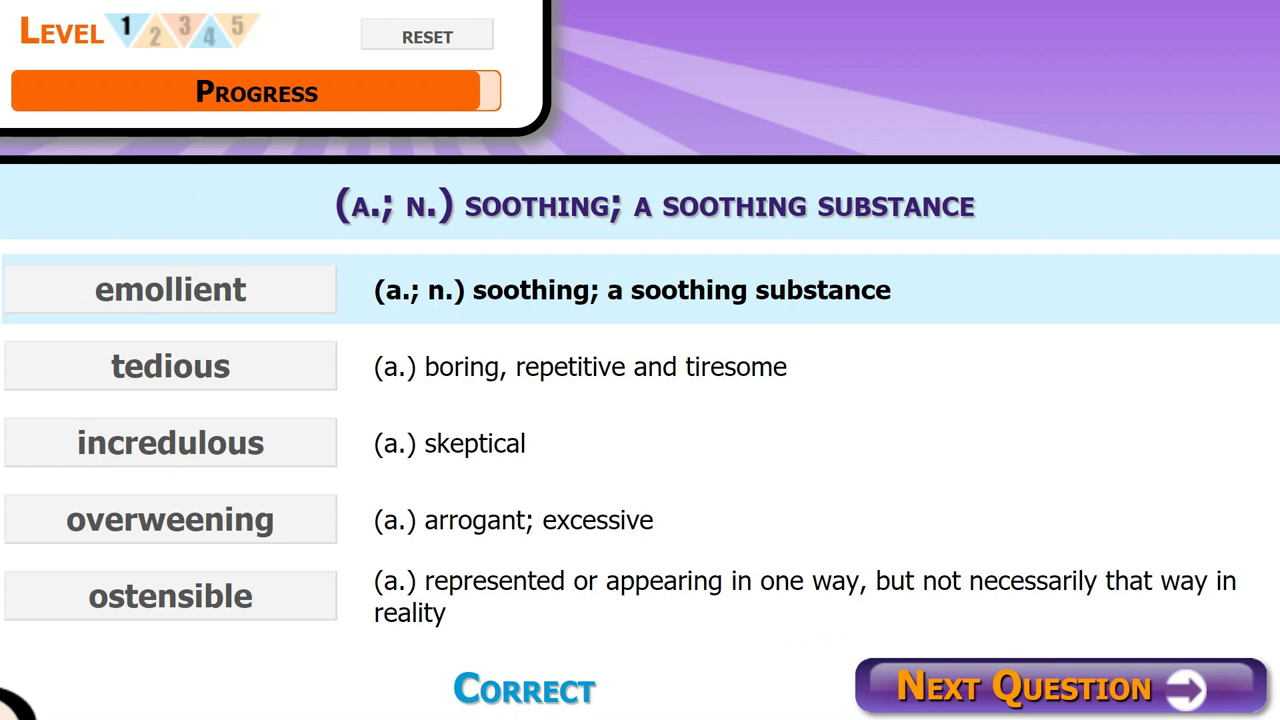 LEVEL 1 2 3 4 5
RESET
PROGRESS
(A.; N.) SOOTHING; A SOOTHING SUBSTANCE
emollient (a.; n.) soothing; a soothing substance
tedious (a.) boring, repetitive and tiresome
incredulous (a.) skeptical
overweening (a.) arrogant; excessive
ostensible (a.) represented or appearing in one way, but not necessarily that way in
reality
CORRECT
NEXT QUESTION